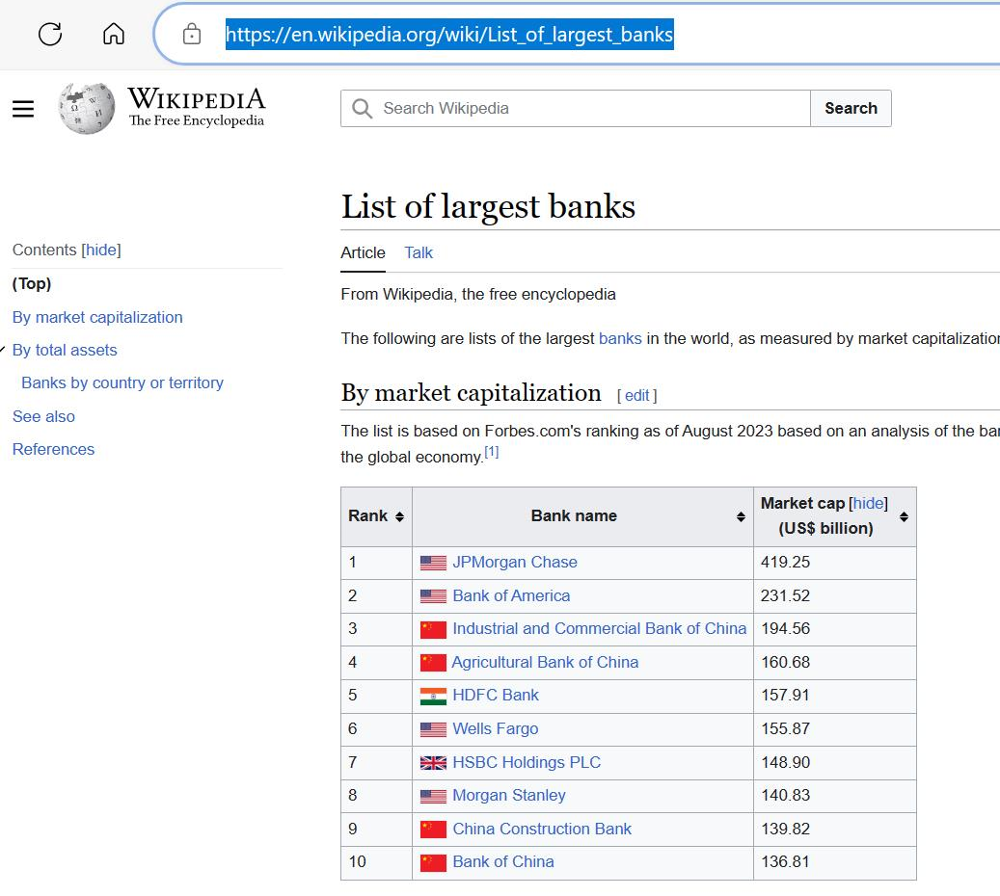 https://en.wikipedia.org/wiki/List_of_largest_banks
WIKIPEDIA
The Free Encyclopedia
Search Wikipedia
Search
List of largest banks
Contents [hide]
(Top)
By market capitalization
By total assets
Banks by country or territory
See also
References
Article Talk
From Wikipedia, the free encyclopedia
The following are lists of the largest banks in the world, as measured by market
By market capitalization [ edit ]
The list is based on Forbes.com's ranking as of August 2023 based on an analysis of the
the global economy.[1]
Rank Bank name Market cap [hide]
(US$ billion)
1 JPMorgan Chase 419.25
2 Bank of America 231.52
3 Industrial and Commercial Bank of China 194.56
4 Agricultural Bank of China 160.68
5 HDFC Bank 157.91
6 Wells Fargo 155.87
7 HSBC Holdings PLC 148.90
8 Morgan Stanley 140.83
9 China Construction Bank 139.82
10 Bank of China 136.81